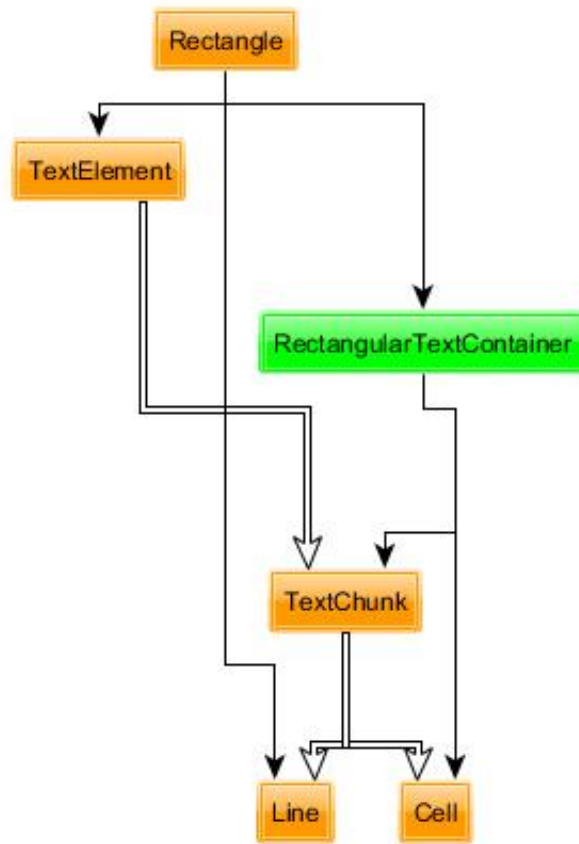 Rectangle
TextElement
RectangularTextContainer
TextChunk
Line
Cell